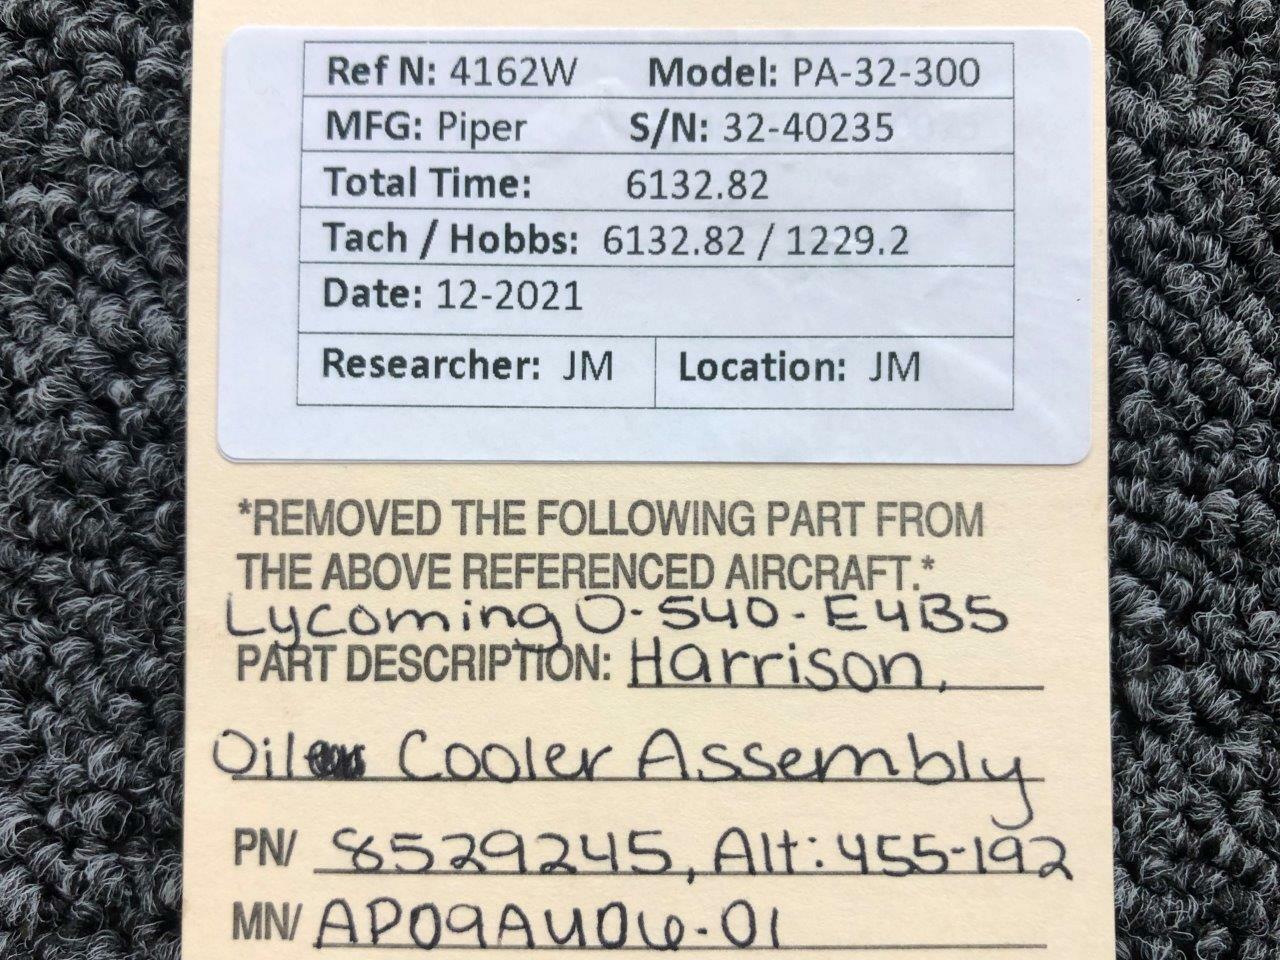 Ref N: 4162W Model: PA-32-300
MFG: Piper S/N: 32-40235
Total Time: 6132.82
Tach / Hobbs: 6132.82 / 1229.2
Date: 12-2021
Researcher: JM Location: JM
*REMOVED THE FOLLOWING PART FROM
THE ABOVE REFERENCED AIRCRAFT.*
Lycoming O-540-E4B5
PART DESCRIPTION: Harrison,
Oil Cooler Assembly
PN/ 8529245, Alt: 455-192
MN/ AP09AU06-01